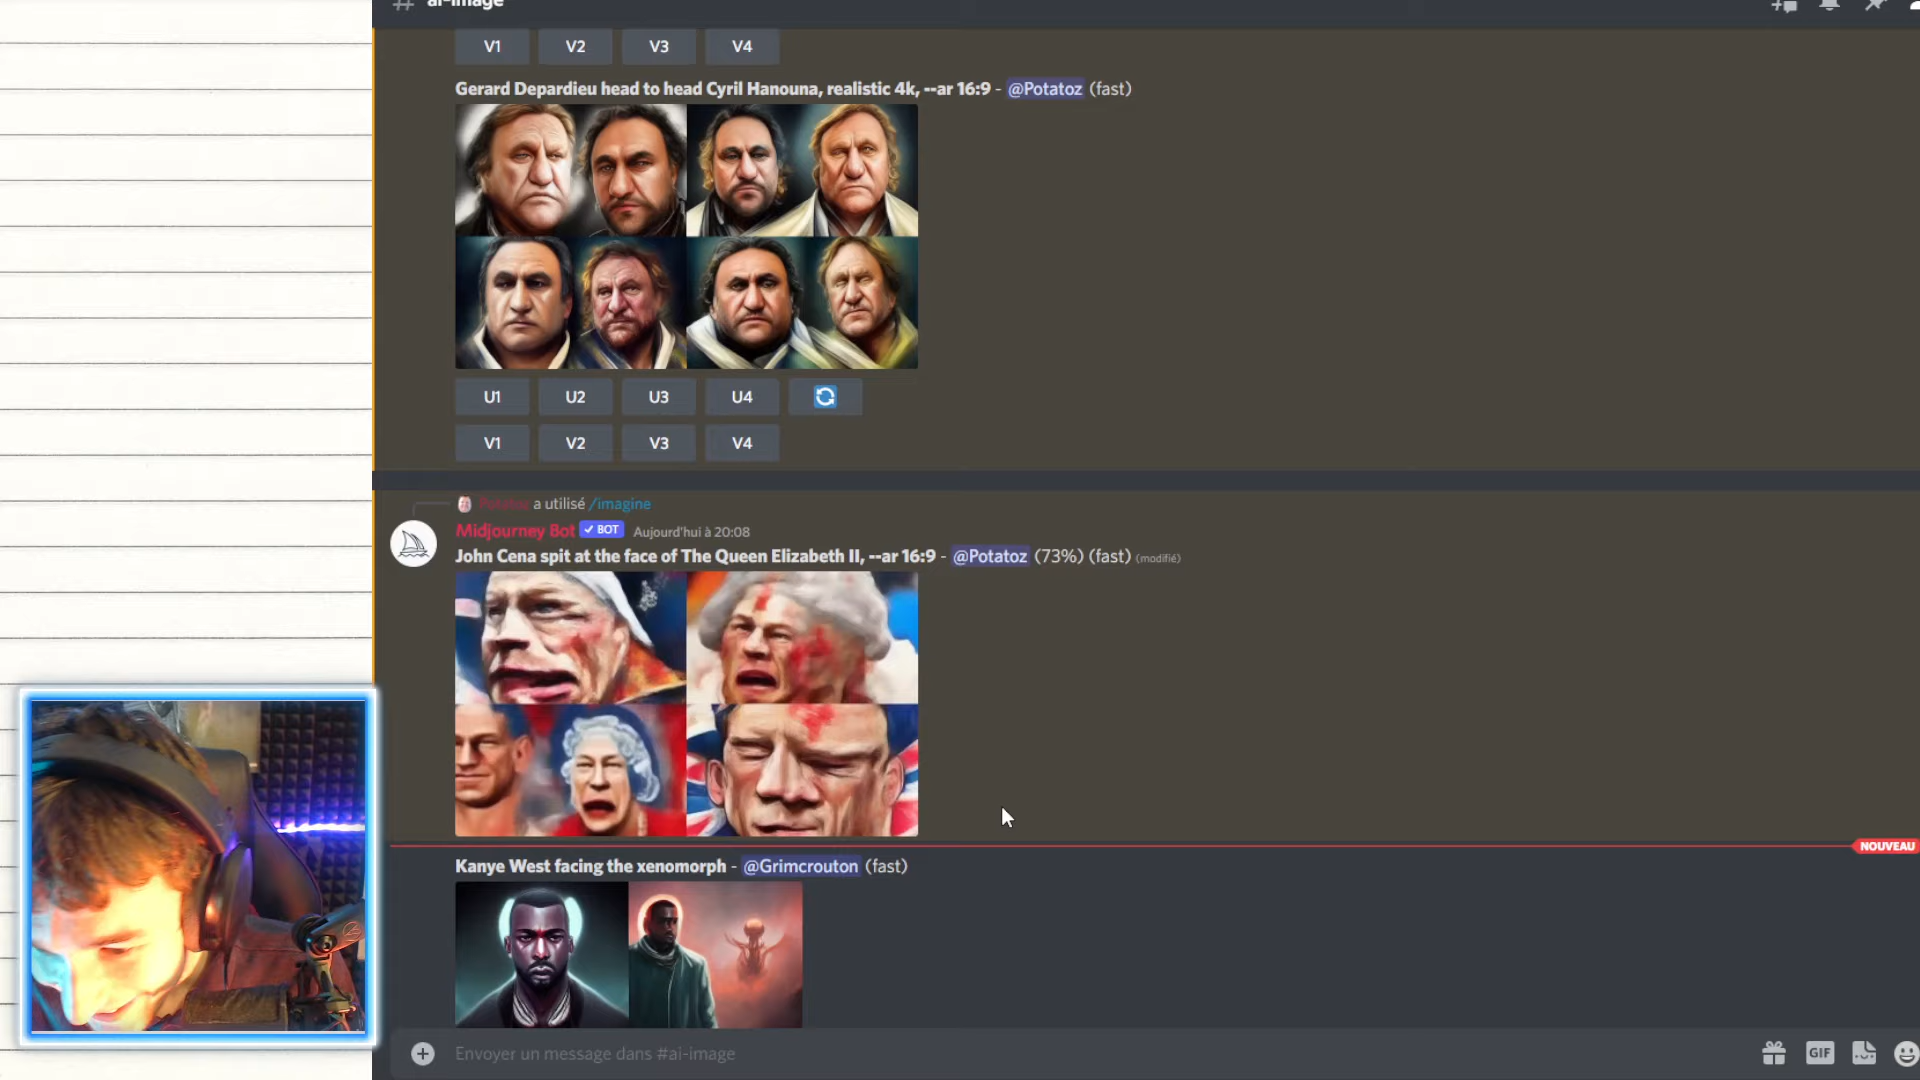 ai-image
V1 V2 V3 V4
Gerard Depardieu head to head Cyril Hanouna, realistic 4k, --ar 16:9 - @Potatoz (fast)
U1 U2 U3 U4
V1 V2 V3 V4
Potatoz a utilisé /imagine
Midjourney Bot ✓ BOT Aujourd'hui à 20:08
John Cena spit at the face of The Queen Elizabeth II, --ar 16:9 - @Potatoz (73%) (fast) (modifié)
NOUVEAU
Kanye West facing the xenomorph - @Grimcrouton (fast)
Envoyer un message dans #ai-image
GIF